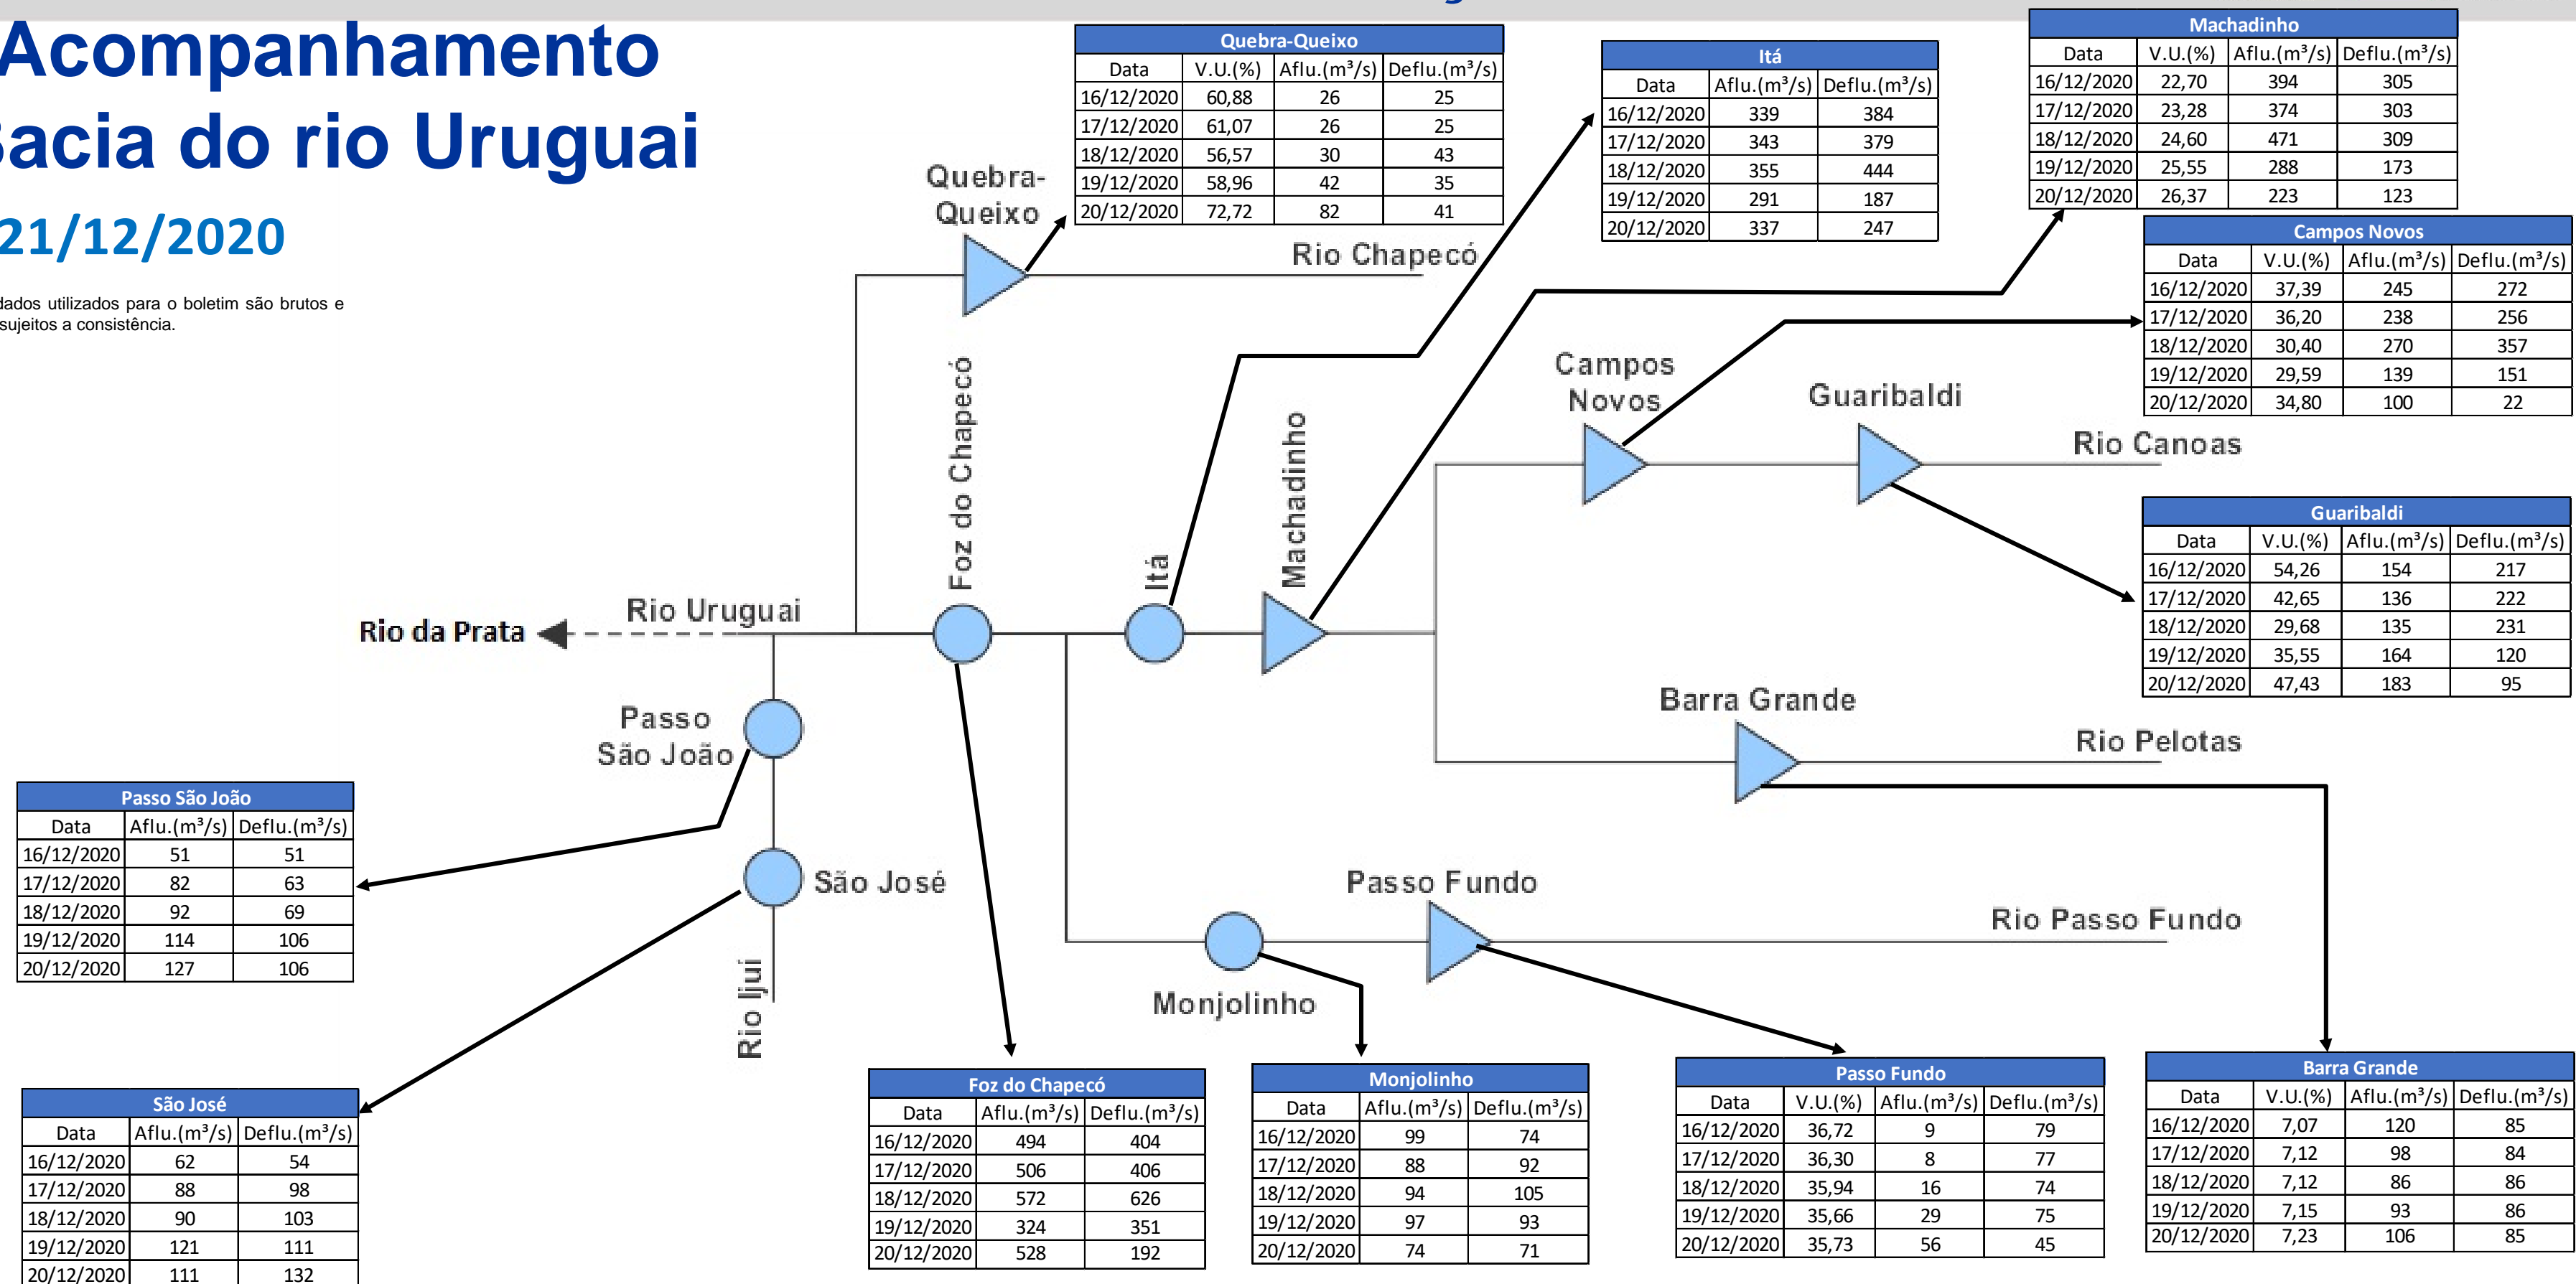 Acompanhamento
Bacia do rio Uruguai
21/12/2020
dados utilizados para o boletim são brutos e
sujeitos a consistência.
Quebra-Queixo
Data V.U.(%) Aflu.(m³/s) Deflu.(m³/s)
16/12/2020 60,88 26 25
17/12/2020 61,07 26 25
18/12/2020 56,57 30 43
19/12/2020 58,96 42 35
20/12/2020 72,72 82 41
Itá
Data Aflu.(m³/s) Deflu.(m³/s)
16/12/2020 339 384
17/12/2020 343 379
18/12/2020 355 444
19/12/2020 291 187
20/12/2020 337 247
Machadinho
Data V.U.(%) Aflu.(m³/s) Deflu.(m³/s)
16/12/2020 22,70 394 305
17/12/2020 23,28 374 303
18/12/2020 24,60 471 309
19/12/2020 25,55 288 173
20/12/2020 26,37 223 123
Campos Novos
Data V.U.(%) Aflu.(m³/s) Deflu.(m³/s)
16/12/2020 37,39 245 272
17/12/2020 36,20 238 256
18/12/2020 30,40 270 357
19/12/2020 29,59 139 151
20/12/2020 34,80 100 22
Quebra-
Queixo
Rio Chapecó
Foz do Chapecó
Itá
Machadinho
Campos
Novos
Guaribaldi
Rio Canoas
Guaribaldi
Data V.U.(%) Aflu.(m³/s) Deflu.(m³/s)
16/12/2020 54,26 154 217
17/12/2020 42,65 136 222
18/12/2020 29,68 135 231
19/12/2020 35,55 164 120
20/12/2020 47,43 183 95
Rio da Prata
Rio Uruguai
Barra Grande
Rio Pelotas
Passo
São João
São José
Rio Ijuí
Passo Fundo
Rio Passo Fundo
Monjolinho
Passo São João
Data Aflu.(m³/s) Deflu.(m³/s)
16/12/2020 51 51
17/12/2020 82 63
18/12/2020 92 69
19/12/2020 114 106
20/12/2020 127 106
São José
Data Aflu.(m³/s) Deflu.(m³/s)
16/12/2020 62 54
17/12/2020 88 98
18/12/2020 90 103
19/12/2020 121 111
20/12/2020 111 132
Foz do Chapecó
Data Aflu.(m³/s) Deflu.(m³/s)
16/12/2020 494 404
17/12/2020 506 406
18/12/2020 572 626
19/12/2020 324 351
20/12/2020 528 192
Monjolinho
Data Aflu.(m³/s) Deflu.(m³/s)
16/12/2020 99 74
17/12/2020 88 92
18/12/2020 94 105
19/12/2020 97 93
20/12/2020 74 71
Passo Fundo
Data V.U.(%) Aflu.(m³/s) Deflu.(m³/s)
16/12/2020 36,72 9 79
17/12/2020 36,30 8 77
18/12/2020 35,94 16 74
19/12/2020 35,66 29 75
20/12/2020 35,73 56 45
Barra Grande
Data V.U.(%) Aflu.(m³/s) Deflu.(m³/s)
16/12/2020 7,07 120 85
17/12/2020 7,12 98 84
18/12/2020 7,12 86 86
19/12/2020 7,15 93 86
20/12/2020 7,23 106 85